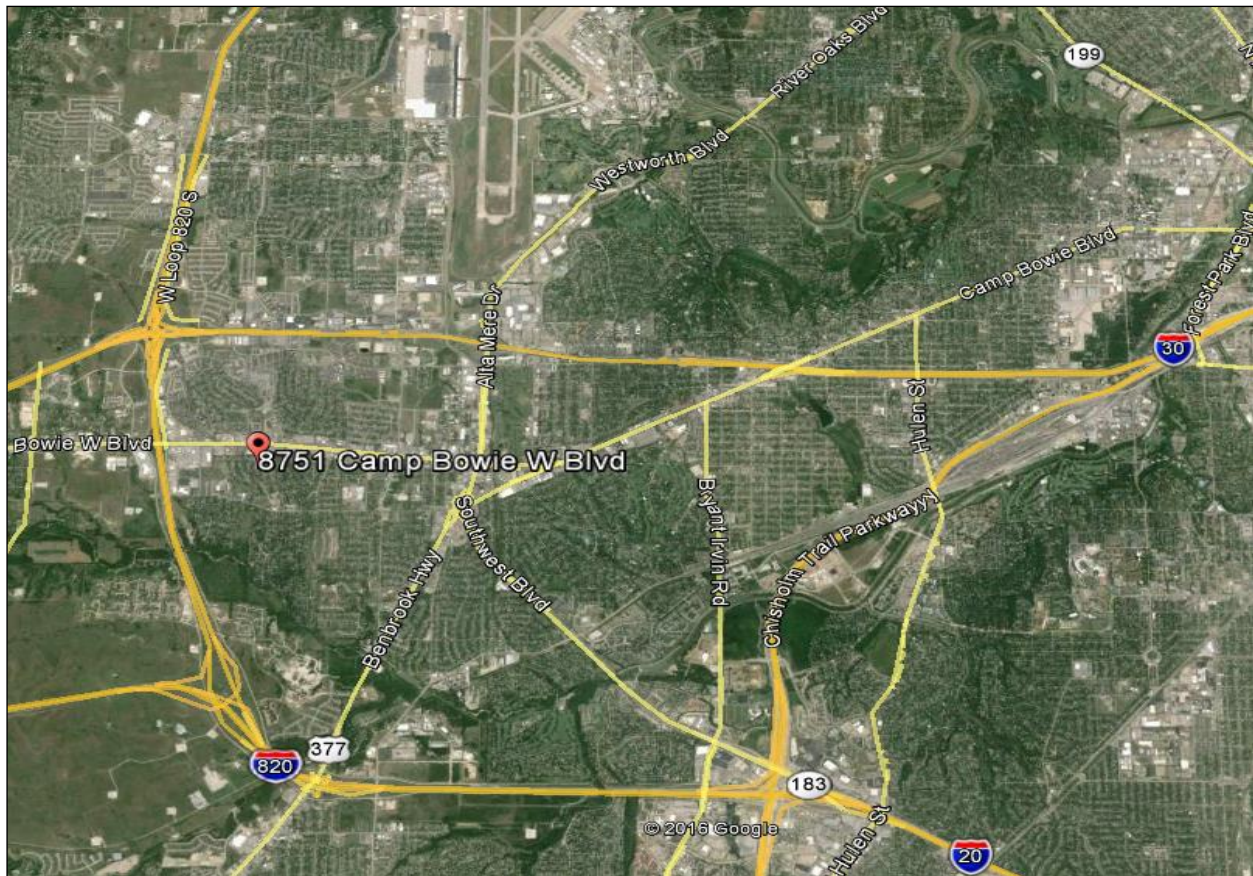 199
River Oaks Blvd
Westworth Blvd
W Loop 820 S
Camp Bowie Blvd
Forest Park Blvd
30
Alta Mere Dr
Hulen St
Bowie W Blvd
8751 Camp Bowie W Blvd
Bryant Irvin Rd
Southwest Blvd
Chisholm Trail Parkwayyy
Benbrook Hwy
377
820
183
© 2016 Google
Hulen St
20